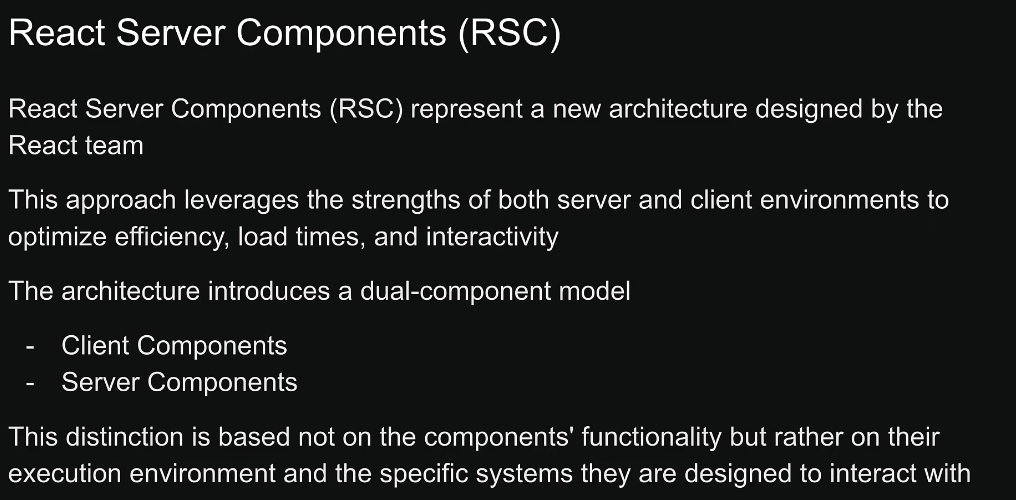 React Server Components (RSC)
React Server Components (RSC) represent a new architecture designed by the
React team
This approach leverages the strengths of both server and client environments to
optimize efficiency, load times, and interactivity
The architecture introduces a dual-component model
- Client Components
- Server Components
This distinction is based not on the components' functionality but rather on their
execution environment and the specific systems they are designed to interact with